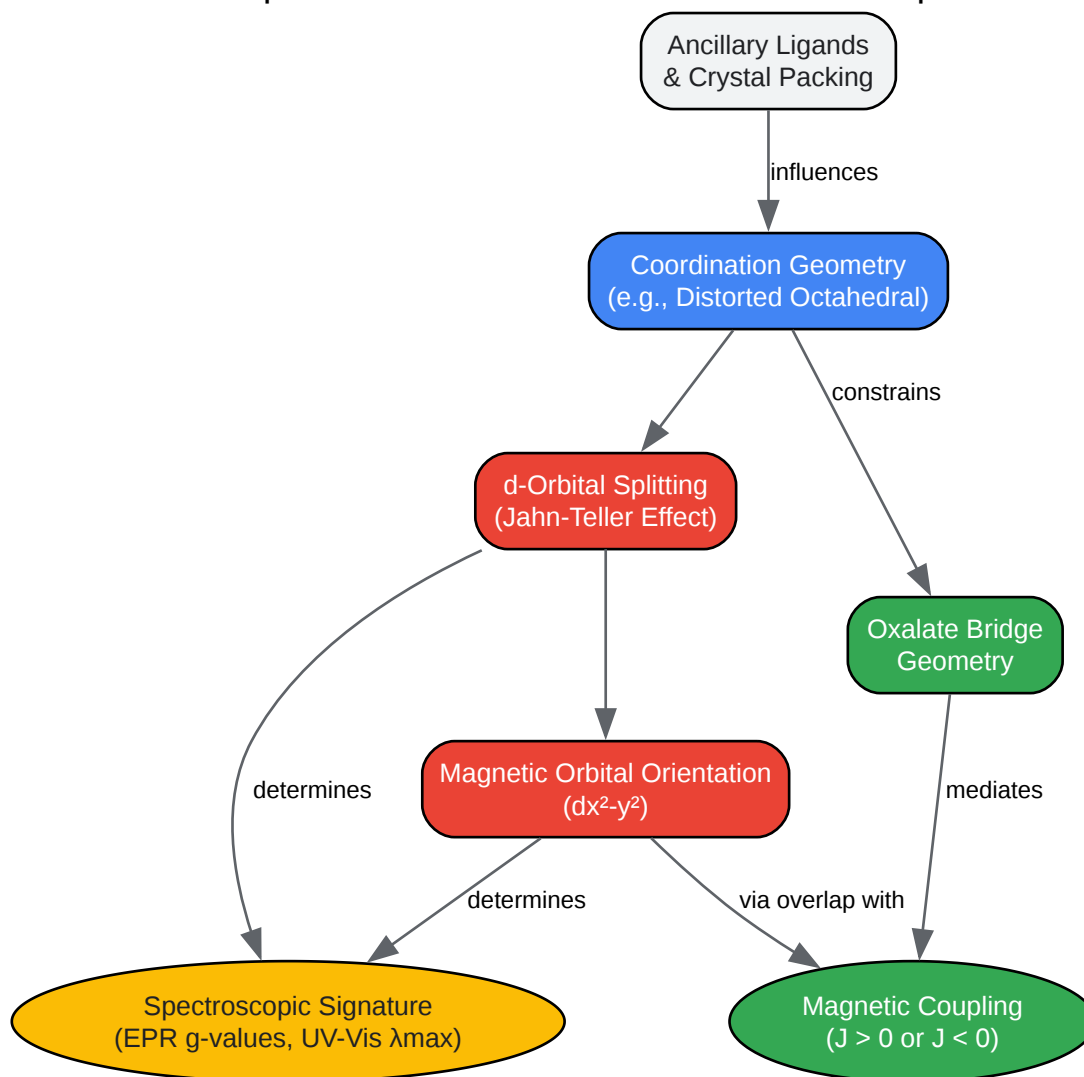 Ancillary Ligands
& Crystal Packing
influences
Coordination Geometry
(e.g., Distorted Octahedral)
constrains
d-Orbital Splitting
(Jahn-Teller Effect)
Oxalate Bridge
Geometry
determines
Magnetic Orbital Orientation
(dx²-y²)
mediates
determines
via overlap with
Spectroscopic Signature
(EPR g-values, UV-Vis λmax)
Magnetic Coupling
(J > 0 or J < 0)